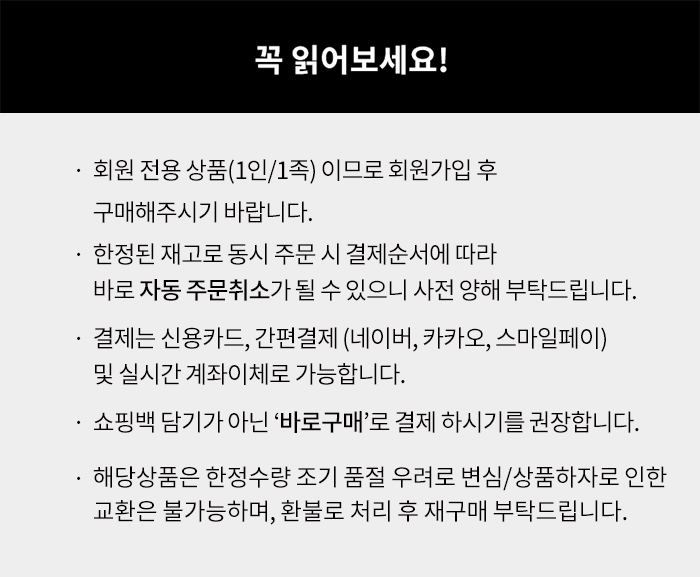 꼭 읽어보세요!
· 회원 전용 상품(1인/1족) 이므로 회원가입 후
구매해주시기 바랍니다.
· 한정된 재고로 동시 주문 시 결제순서에 따라
바로 자동 주문취소가 될 수 있으니 사전 양해 부탁드립니다.
· 결제는 신용카드, 간편결제 (네이버, 카카오, 스마일페이)
및 실시간 계좌이체로 가능합니다.
· 쇼핑백 담기가 아닌 ‘바로구매’로 결제 하시기를 권장합니다.
· 해당상품은 한정수량 조기 품절 우려로 변심/상품하자로 인한
교환은 불가능하며, 환불로 처리 후 재구매 부탁드립니다.